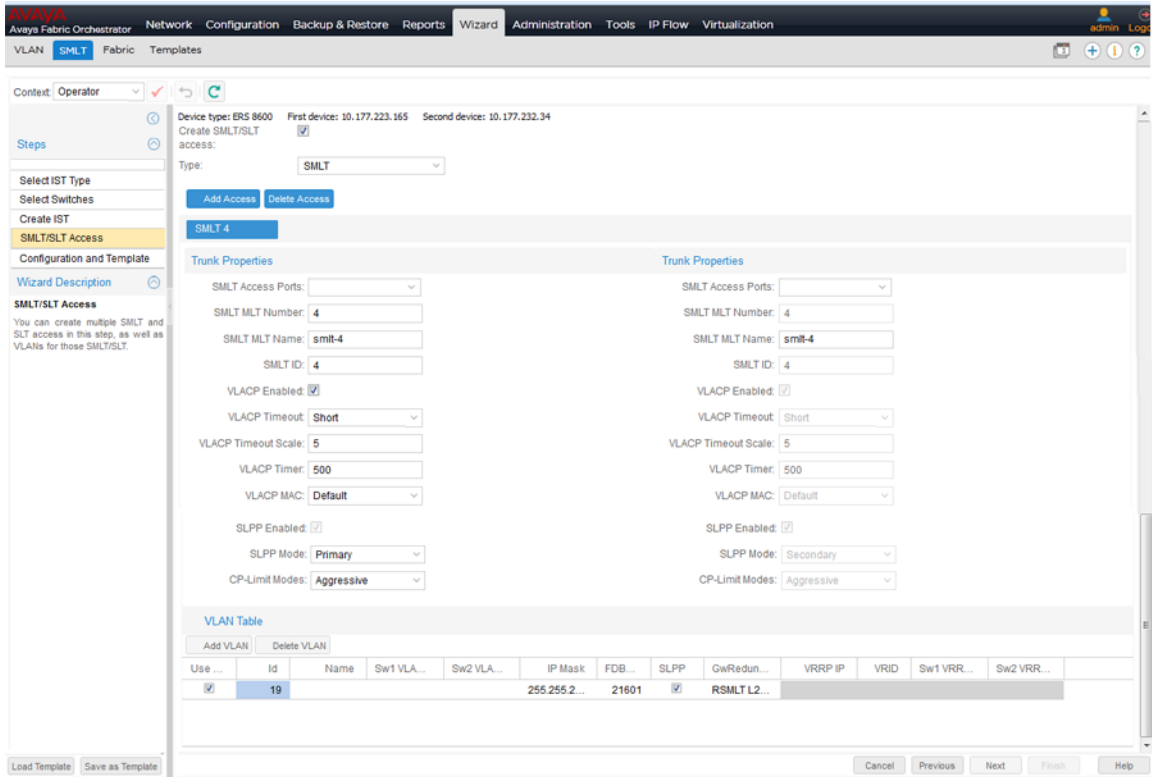 AVAYA
Avaya Fabric Orchestrator
Network Configuration Backup & Restore Reports Wizard Administration Tools IP Flow Virtualization
admin
VLAN SMLT Fabric Templates
Context: Operator
Device type: ERS 8600 First device: 10.177.223.165 Second device: 10.177.232.34
Create SMLT/SLT access:
Steps
Type: SMLT
Select IST Type
Select Switches
Create IST
SMLT/SLT Access
Configuration and Template
Wizard Description
SMLT/SLT Access
You can create multiple SMLT and
SLT access in this step, as well as
VLANs for those SMLT/SLT.
Add Access Delete Access
SMLT 4
Trunk Properties Trunk Properties
SMLT Access Ports: SMLT Access Ports:
SMLT MLT Number: 4 SMLT MLT Number: 4
SMLT MLT Name: smlt-4 SMLT MLT Name: smlt-4
SMLT ID: 4 SMLT ID: 4
VLACP Enabled: VLACP Enabled:
VLACP Timeout: Short VLACP Timeout: Short
VLACP Timeout Scale: 5 VLACP Timeout Scale: 5
VLACP Timer: 500 VLACP Timer: 500
VLACP MAC: Default VLACP MAC: Default
SLPP Enabled: SLPP Enabled:
SLPP Mode: Primary SLPP Mode: Secondary
CP-Limit Modes: Aggressive CP-Limit Modes: Aggressive
VLAN Table
Add VLAN Delete VLAN
Use ... Id Name Sw1 VLA... Sw2 VLA... IP Mask FDB... SLPP GwRedun... VRRP IP VRID Sw1 VRR... Sw2 VRR...
19 255.255.2... 21601 RSMLT L2...
Load Template Save as Template Cancel Previous Next Finish Help